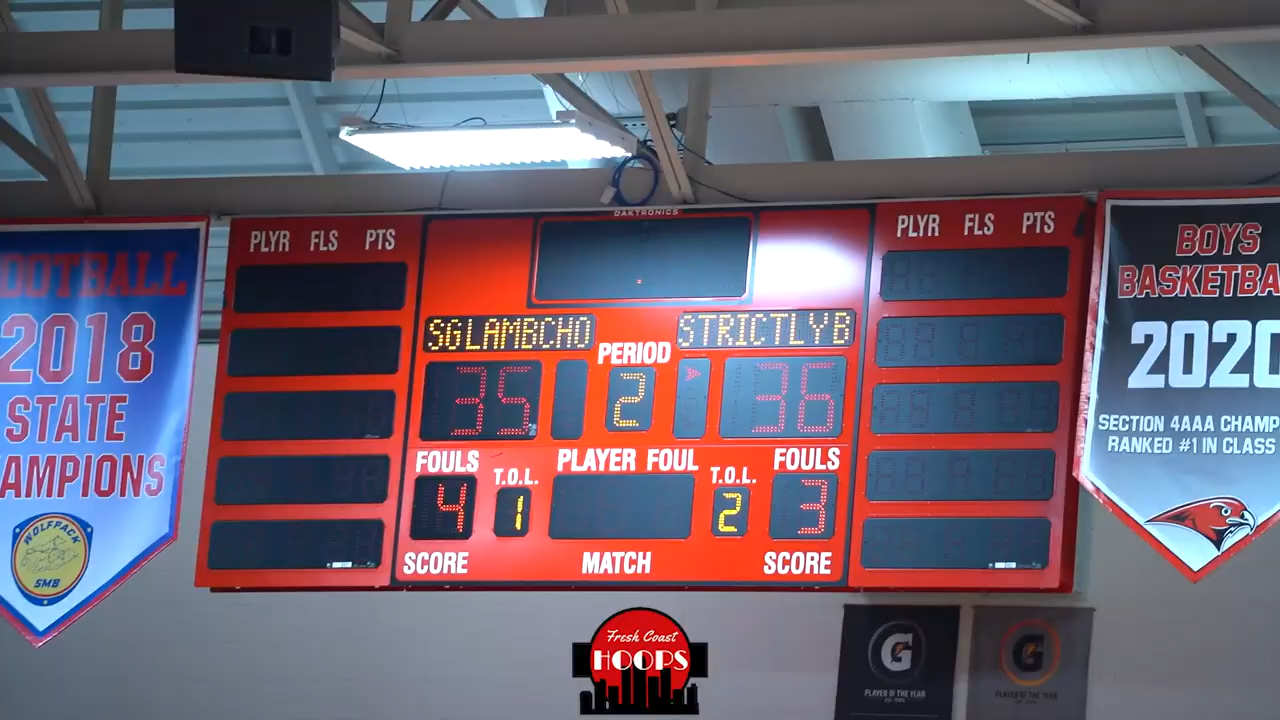 DAKTRONICS
PLYR FLS PTS
PLYR FLS PTS
SGLAMBCHO
STRICTLYB
PERIOD
35
2
36
FOULS
T.O.L.
PLAYER FOUL
T.O.L.
FOULS
4
1
2
3
SCORE
MATCH
SCORE
OOTBALL
2018
STATE
AMPIONS
WOLFPACK
SMB
BOYS
BASKETBA
2020
SECTION 4AAA CHAMP
RANKED #1 IN CLASS
Fresh Coast
HOOPS
G
PLAYER OF THE YEAR
G
PLAYER OF THE YEAR